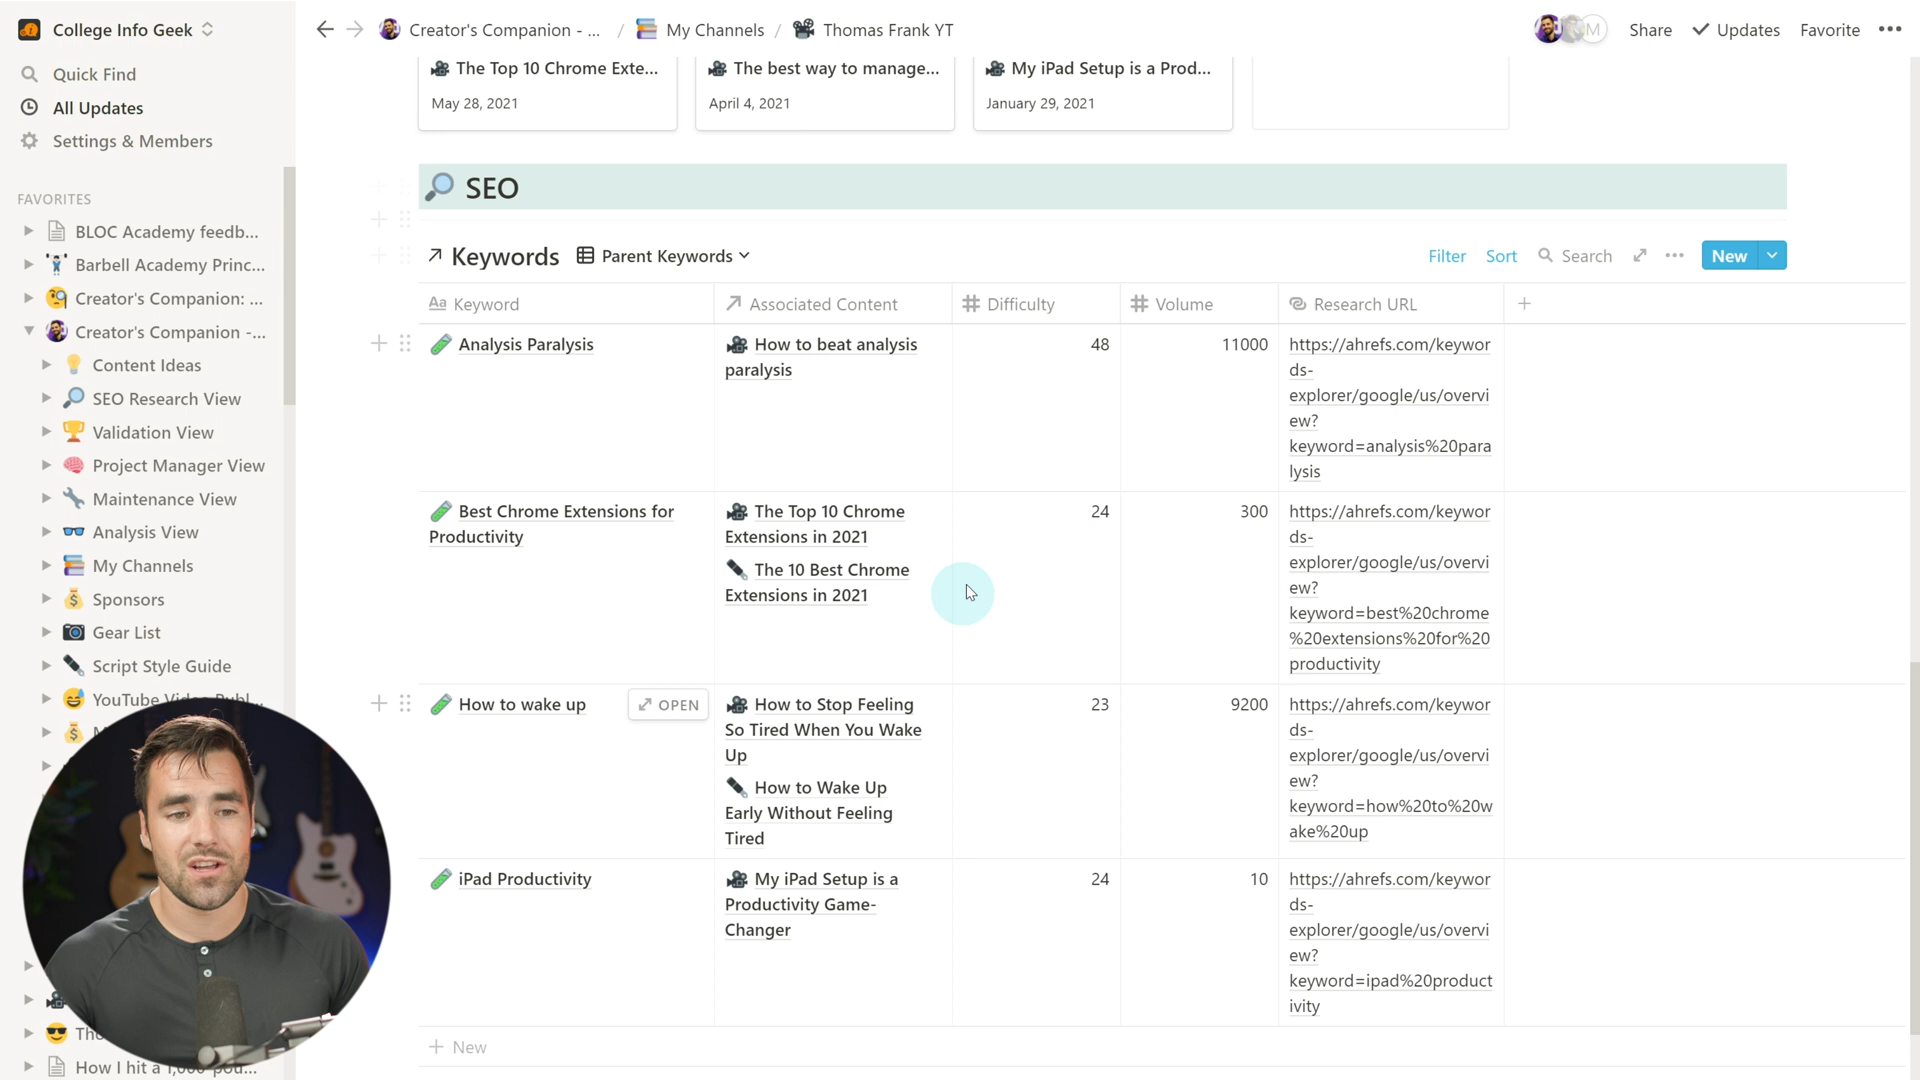 College Info Geek
Quick Find
All Updates
Settings & Members
FAVORITES
BLOC Academy feedb...
Barbell Academy Princ...
Creator's Companion: ...
Creator's Companion -...
Content Ideas
SEO Research View
Validation View
Project Manager View
Maintenance View
Analysis View
My Channels
Sponsors
Gear List
Script Style Guide
YouTube Video Publ...
How I hit a 1,000-pou...
Creator's Companion - ... / My Channels / Thomas Frank YT
M
Share Updates Favorite
The Top 10 Chrome Exte...
May 28, 2021
The best way to manage...
April 4, 2021
My iPad Setup is a Prod...
January 29, 2021
SEO
Keywords Parent Keywords
Filter Sort Search New
Aa Keyword Associated Content Difficulty Volume Research URL
Analysis Paralysis
How to beat analysis
paralysis
48
11000
https://ahrefs.com/keywor
ds-
explorer/google/us/overvi
ew?
keyword=analysis%20para
lysis
Best Chrome Extensions for
Productivity
The Top 10 Chrome
Extensions in 2021
The 10 Best Chrome
Extensions in 2021
24
300
https://ahrefs.com/keywor
ds-
explorer/google/us/overvi
ew?
keyword=best%20chrome
%20extensions%20for%20
productivity
How to wake up
OPEN
How to Stop Feeling
So Tired When You Wake
Up
How to Wake Up
Early Without Feeling
Tired
23
9200
https://ahrefs.com/keywor
ds-
explorer/google/us/overvi
ew?
keyword=how%20to%20w
ake%20up
iPad Productivity
My iPad Setup is a
Productivity Game-
Changer
24
10
https://ahrefs.com/keywor
ds-
explorer/google/us/overvi
ew?
keyword=ipad%20product
ivity
New